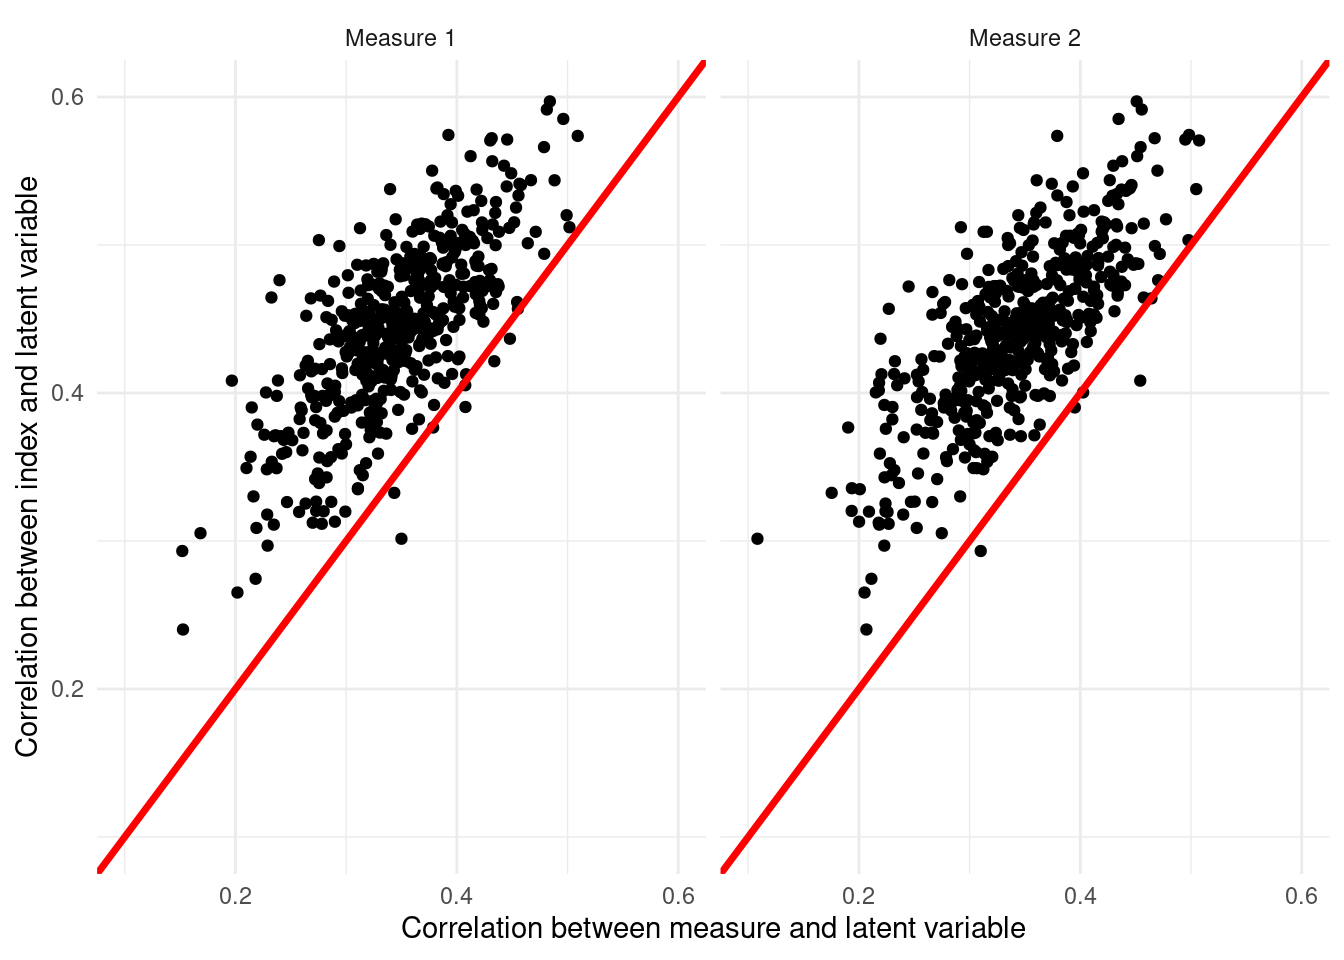 Measure 1
Measure 2
Correlation between index and latent variable
0.6
0.4
0.2
0.2
0.4
0.6
0.2
0.4
0.6
Correlation between measure and latent variable